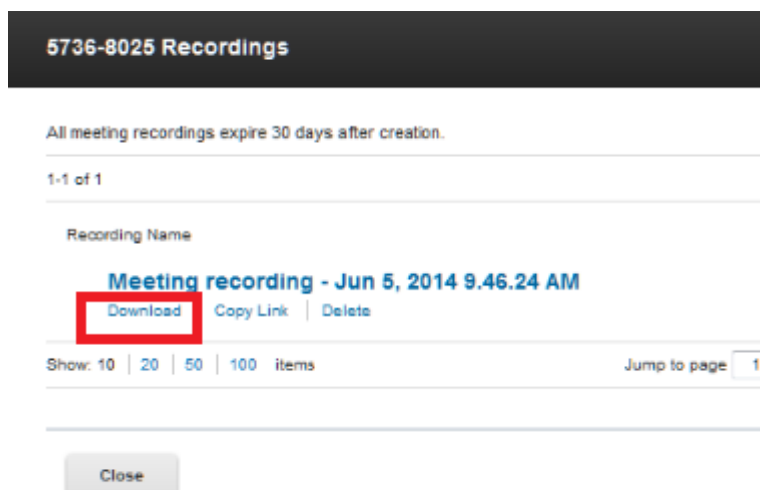 5736-8025 Recordings
All meeting recordings expire 30 days after creation.
1-1 of 1
Recording Name
Meeting recording - Jun 5, 2014 9.46.24 AM
Download | Copy Link | Delete
Show: 10 | 20 | 50 | 100 items Jump to page 1
Close